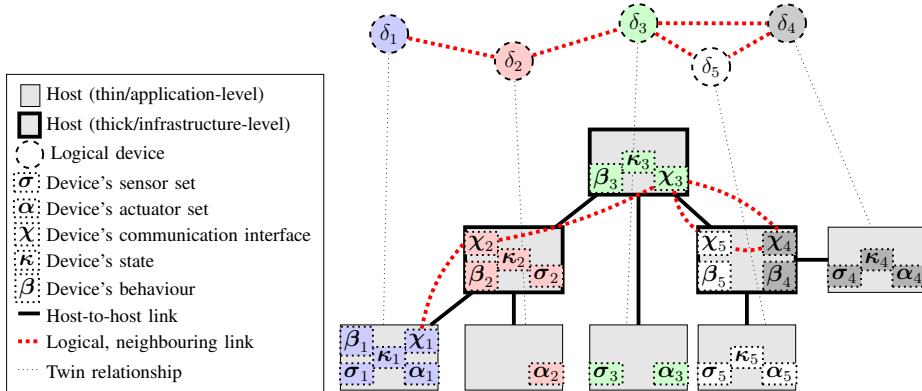 δ1
δ2
δ3
δ4
δ5
Host (thin/application-level)
Host (thick/infrastructure-level)
Logical device
σ Device's sensor set
α Device's actuator set
χ Device's communication interface
κ Device's state
β Device's behaviour
Host-to-host link
Logical, neighbouring link
Twin relationship
κ3
β3 χ3
χ2
κ2
β2 σ2
χ5 χ4
β5 β4
κ4
σ4 α4
β1 χ1
κ1
σ1 α1
α2
σ3 α3
κ5
σ5 α5